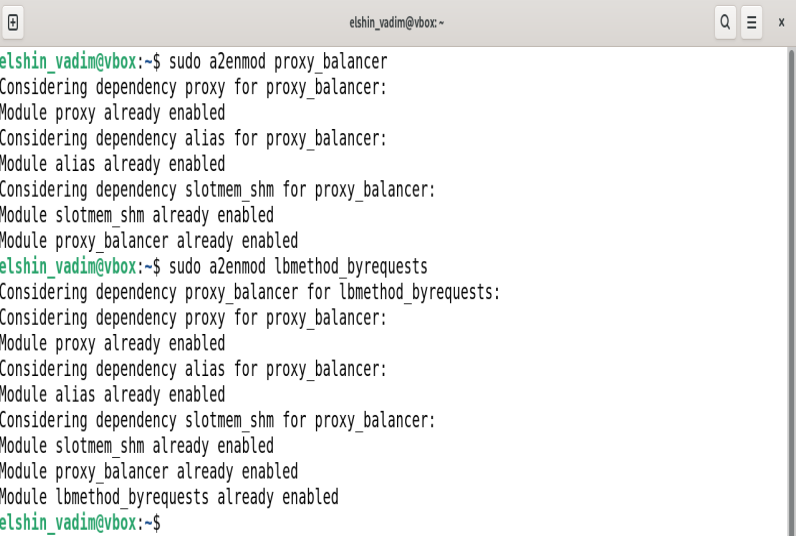 elshin_vadim@vbox: ~
elshin_vadim@vbox:~$ sudo a2enmod proxy_balancer
Considering dependency proxy for proxy_balancer:
Module proxy already enabled
Considering dependency alias for proxy_balancer:
Module alias already enabled
Considering dependency slotmem_shm for proxy_balancer:
Module slotmem_shm already enabled
Module proxy_balancer already enabled
elshin_vadim@vbox:~$ sudo a2enmod lbmethod_byrequests
Considering dependency proxy_balancer for lbmethod_byrequests:
Considering dependency proxy for proxy_balancer:
Module proxy already enabled
Considering dependency alias for proxy_balancer:
Module alias already enabled
Considering dependency slotmem_shm for proxy_balancer:
Module slotmem_shm already enabled
Module proxy_balancer already enabled
Module lbmethod_byrequests already enabled
elshin_vadim@vbox:~$